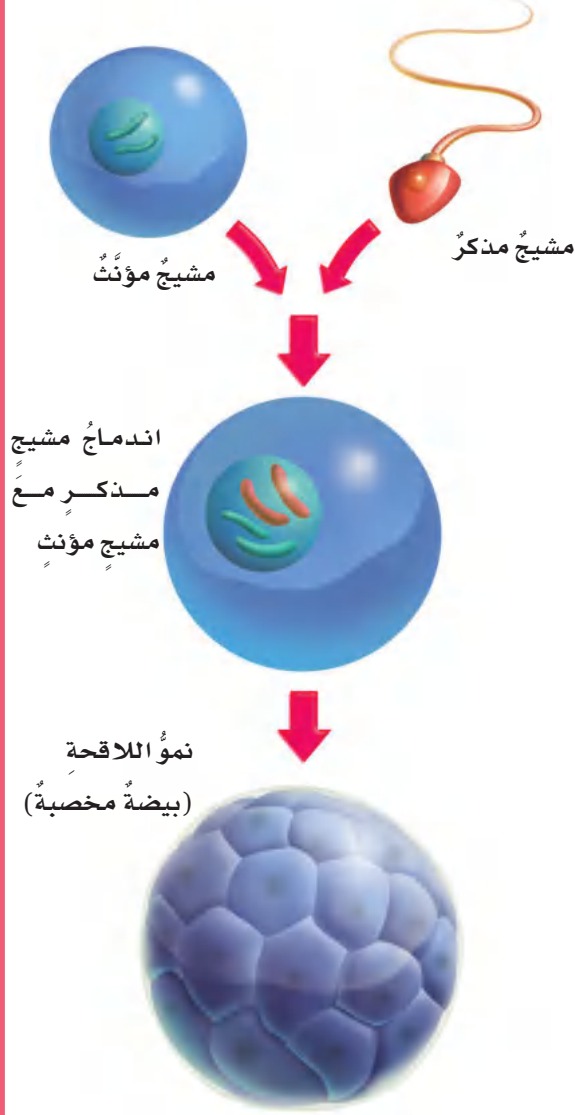 مشيجٌ مذكرٌ
مشيجٌ مؤنَّثٌ
اندماجُ مشيجٍ
مذكرٍ معَ
مشيجٍ مؤنثٍ
نموُّ اللاقحةِ
(بيضةٌ مخصبةٌ)